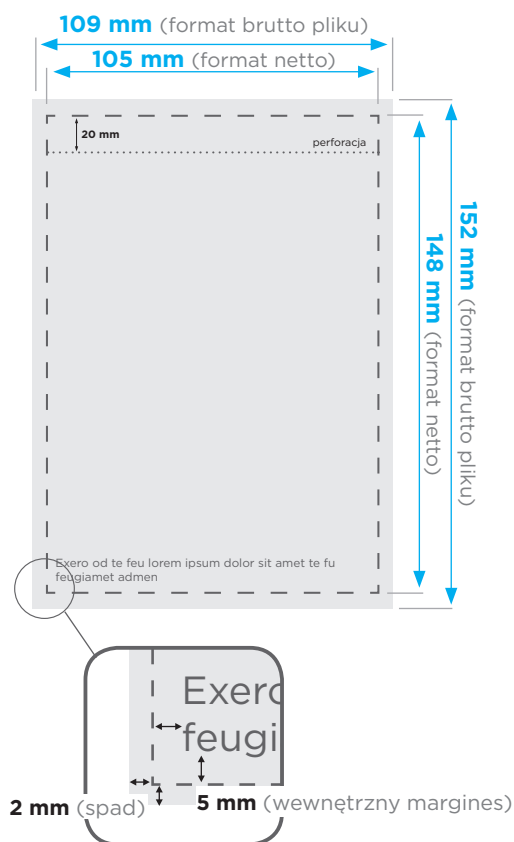 109 mm (format brutto pliku)
105 mm (format netto)
20 mm
perforacja
152 mm (format brutto pliku)
148 mm (format netto)
Exero od te feu lorem ipsum dolor sit amet te fu
feugiamet admen
Exero
feugi
2 mm (spad)
5 mm (wewnętrzny margines)